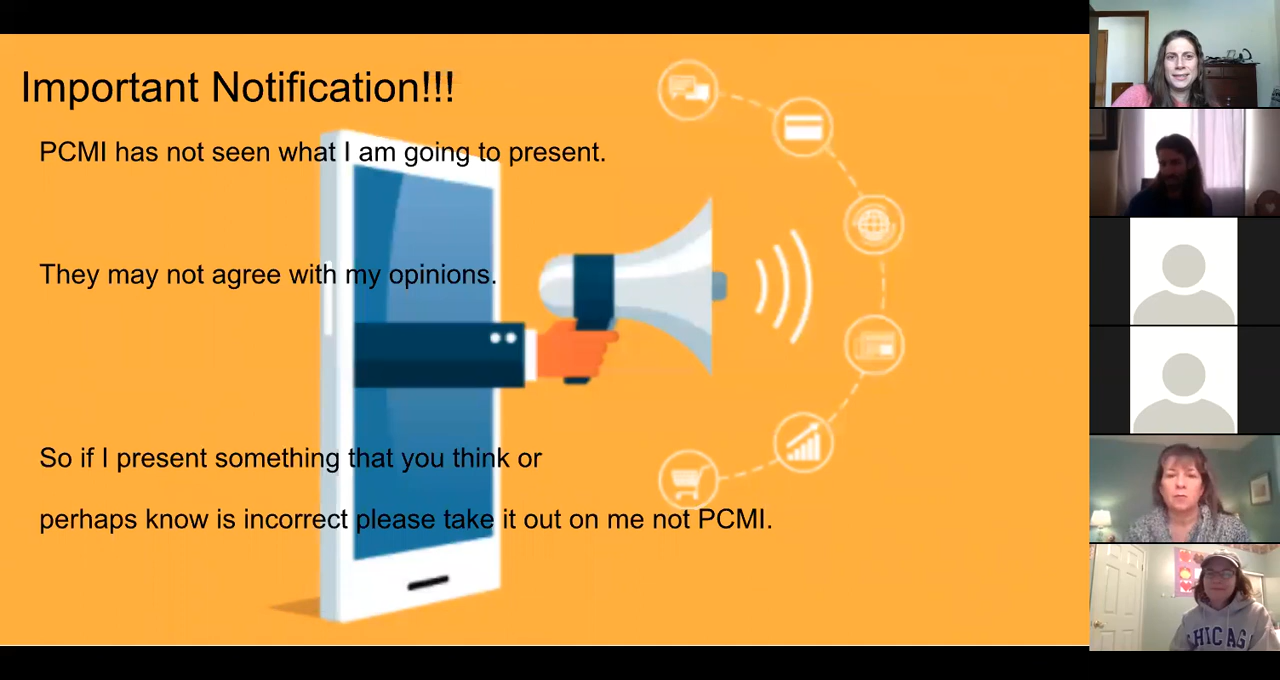 Important Notification!!!
PCMI has not seen what I am going to present.
They may not agree with my opinions.
So if I present something that you think or
perhaps know is incorrect please take it out on me not PCMI.
CHICAG